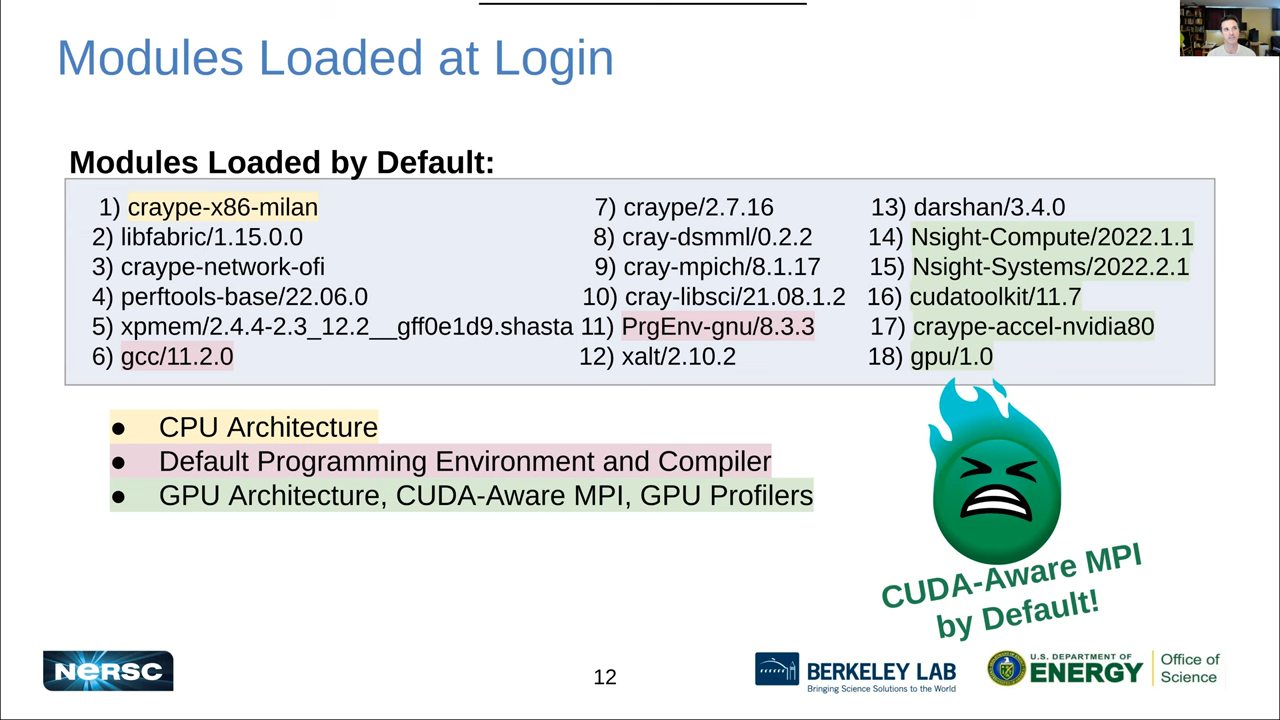 Modules Loaded at Login
Modules Loaded by Default:
1) craype-x86-milan
2) libfabric/1.15.0.0
3) craype-network-ofi
4) perftools-base/22.06.0
5) xpmem/2.4.4-2.3_12.2__gff0e1d9.shasta
6) gcc/11.2.0
7) craype/2.7.16
8) cray-dsmml/0.2.2
9) cray-mpich/8.1.17
10) cray-libsci/21.08.1.2
11) PrgEnv-gnu/8.3.3
12) xalt/2.10.2
13) darshan/3.4.0
14) Nsight-Compute/2022.1.1
15) Nsight-Systems/2022.2.1
16) cudatoolkit/11.7
17) craype-accel-nvidia80
18) gpu/1.0
● CPU Architecture
● Default Programming Environment and Compiler
● GPU Architecture, CUDA-Aware MPI, GPU Profilers
CUDA-Aware MPI
by Default!
NERSC
12
BERKELEY LAB
Bringing Science Solutions to the World
U.S. DEPARTMENT OF
ENERGY
Office of
Science